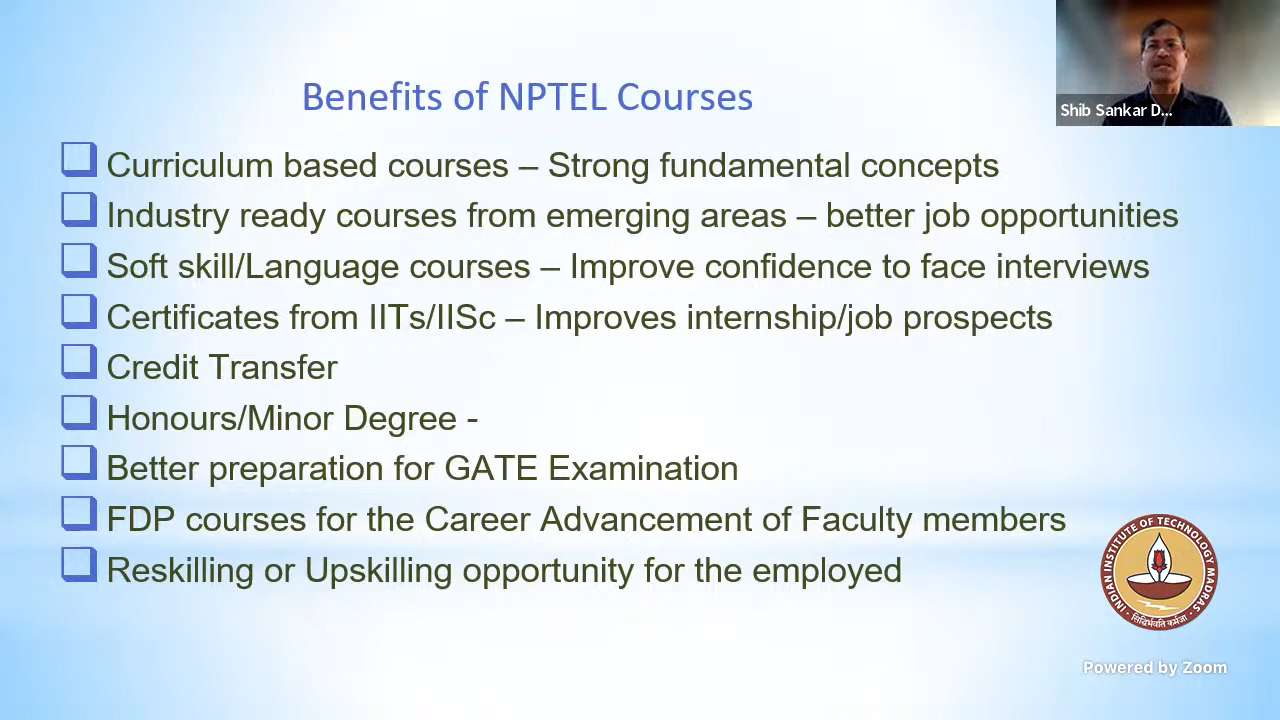 Benefits of NPTEL Courses
Shib Sankar D...
Curriculum based courses – Strong fundamental concepts
Industry ready courses from emerging areas – better job opportunities
Soft skill/Language courses – Improve confidence to face interviews
Certificates from IITs/IISc – Improves internship/job prospects
Credit Transfer
Honours/Minor Degree -
Better preparation for GATE Examination
FDP courses for the Career Advancement of Faculty members
Reskilling or Upskilling opportunity for the employed
INDIAN INSTITUTE OF TECHNOLOGY MADRAS
सिद्धिर्भवति कर्मजा
Powered by Zoom